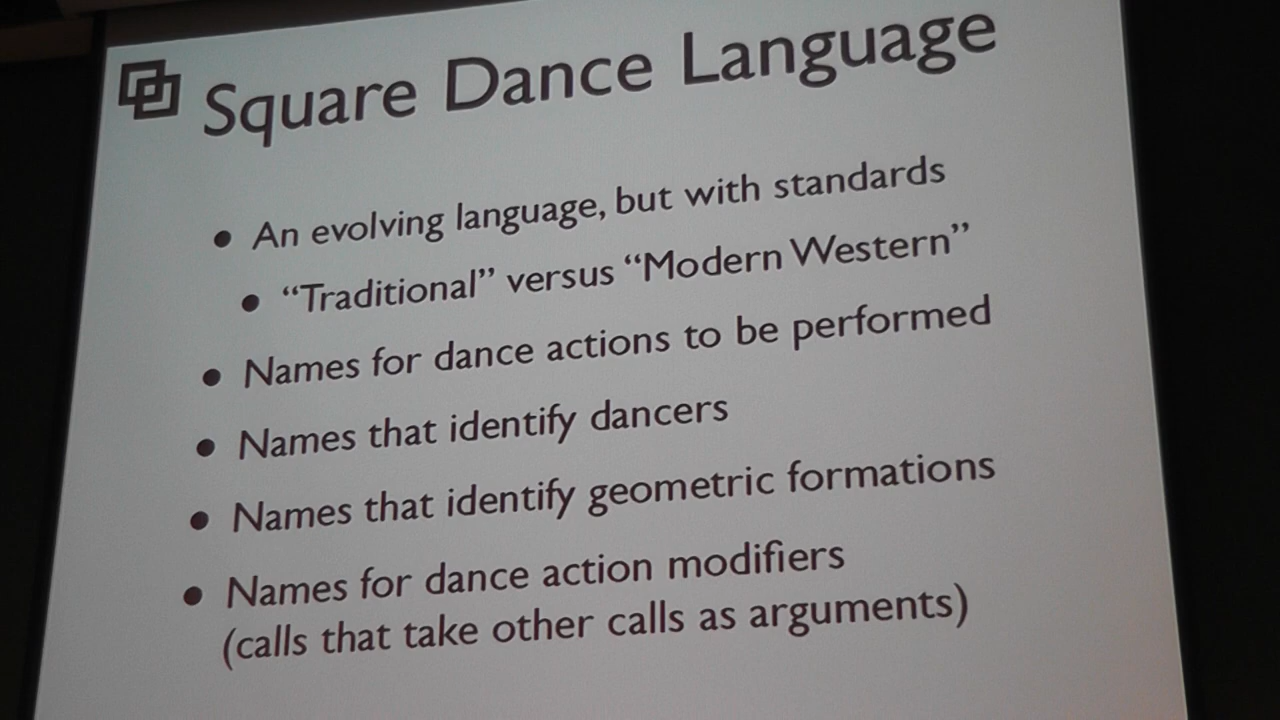 Square Dance Language
• An evolving language, but with standards
• “Traditional” versus “Modern Western”
• Names for dance actions to be performed
• Names that identify dancers
• Names that identify geometric formations
• Names for dance action modifiers
(calls that take other calls as arguments)